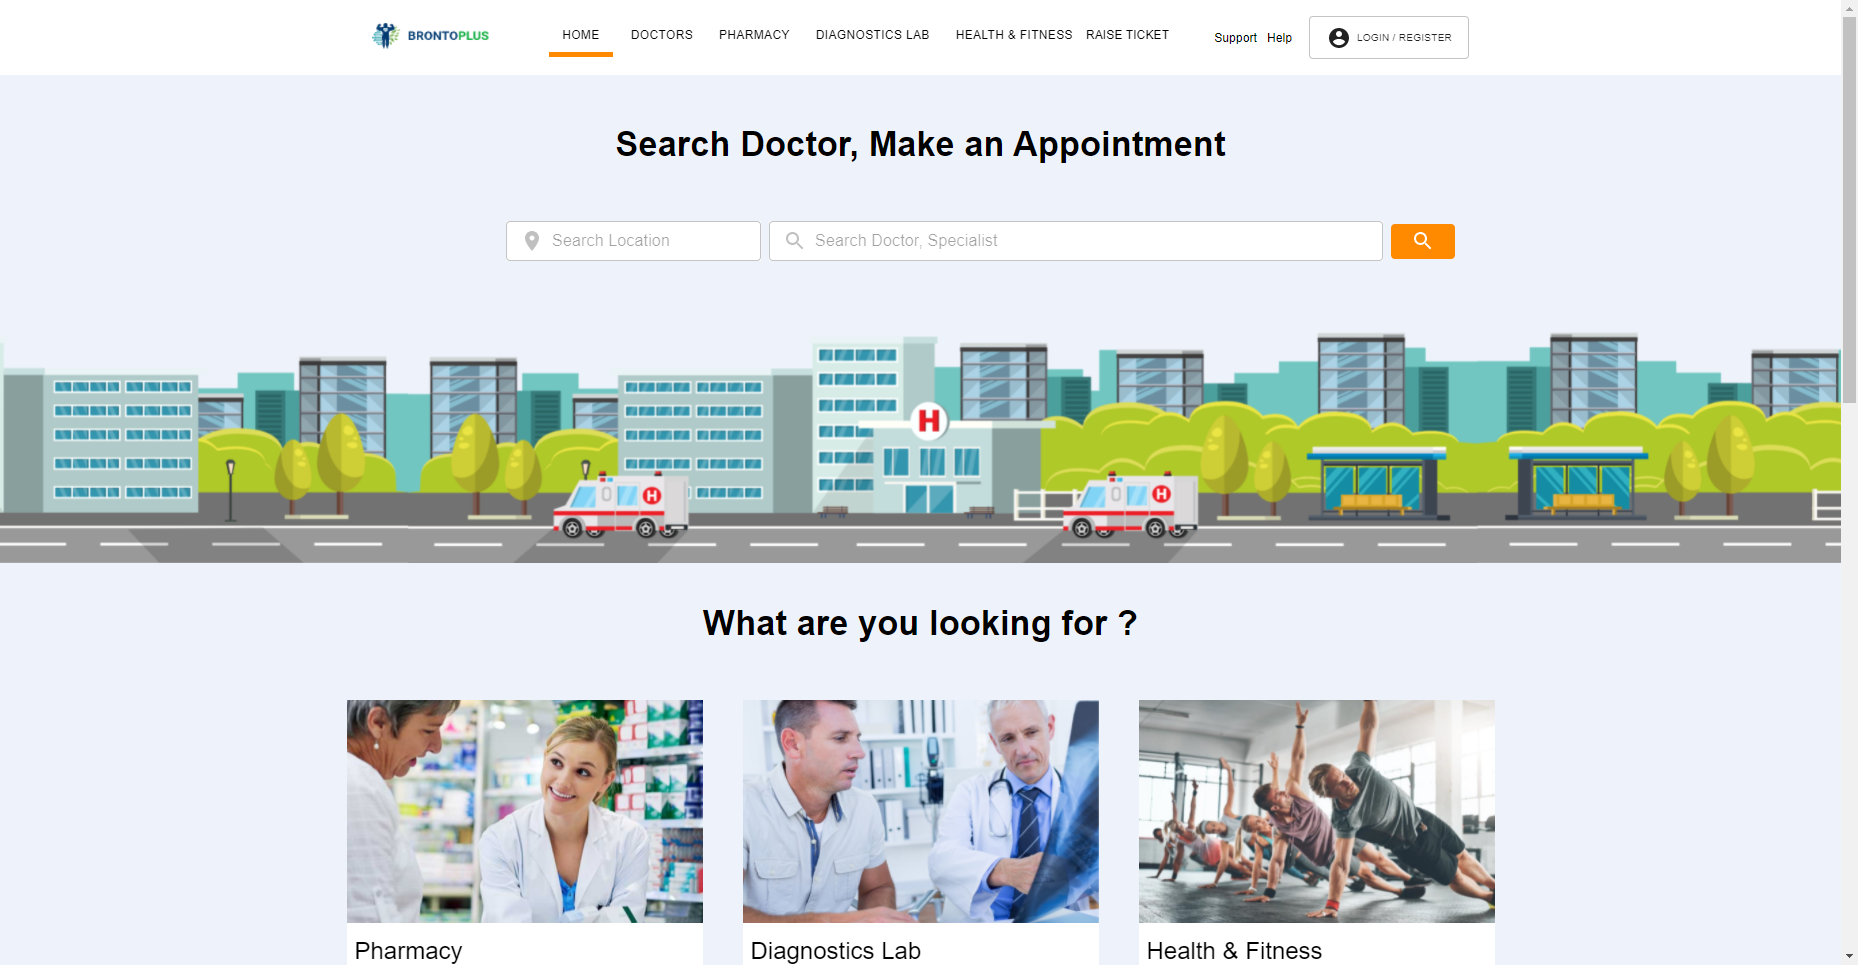 BRONTOPLUS
HOME DOCTORS PHARMACY DIAGNOSTICS LAB HEALTH & FITNESS RAISE TICKET Support Help LOGIN / REGISTER
Search Doctor, Make an Appointment
Search Location Search Doctor, Specialist
H
H H
What are you looking for ?
Pharmacy Diagnostics Lab Health & Fitness